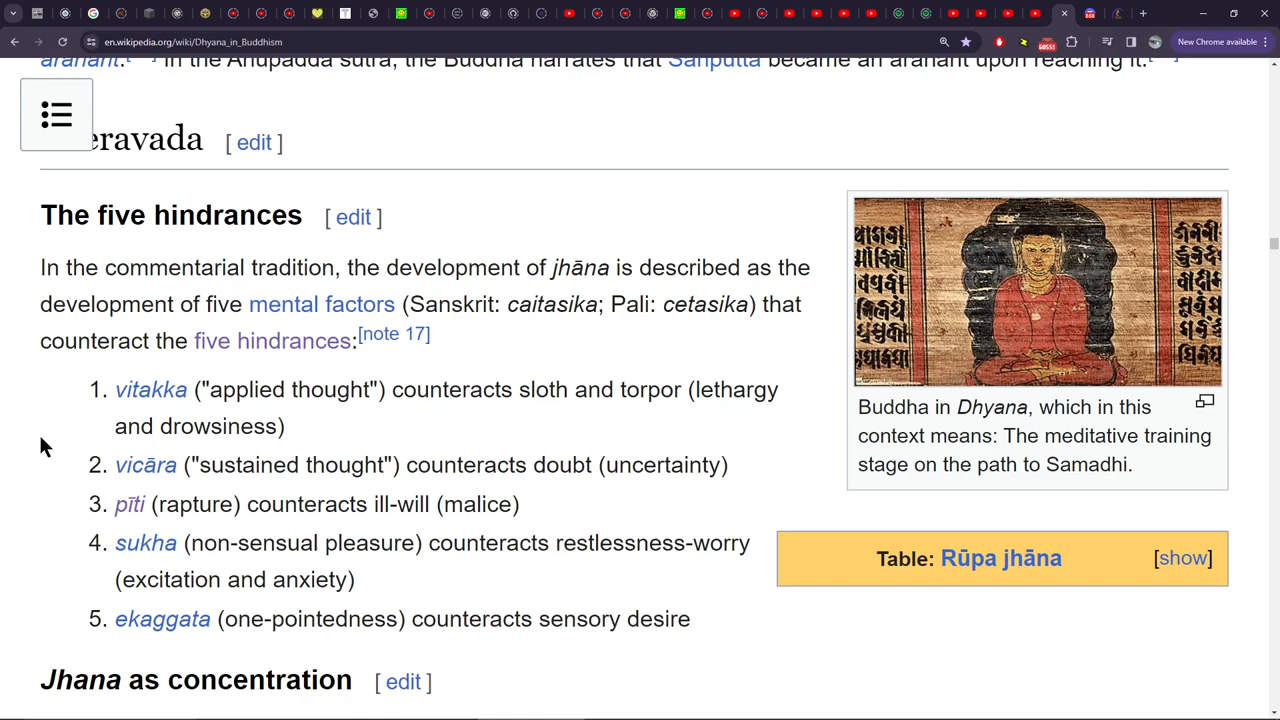 en.wikipedia.org/wiki/Dhyana_in_Buddhism
New Chrome available
arahant. In the Anupadda sutra, the Buddha narrates that Sariputta became an arahant upon reaching it.
eravada [ edit ]
The five hindrances [ edit ]
In the commentarial tradition, the development of jhāna is described as the
development of five mental factors (Sanskrit: caitasika; Pali: cetasika) that
counteract the five hindrances:[note 17]
1. vitakka ("applied thought") counteracts sloth and torpor (lethargy
and drowsiness)
2. vicāra ("sustained thought") counteracts doubt (uncertainty)
3. pīti (rapture) counteracts ill-will (malice)
4. sukha (non-sensual pleasure) counteracts restlessness-worry
(excitation and anxiety)
5. ekaggata (one-pointedness) counteracts sensory desire
Buddha in Dhyana, which in this
context means: The meditative training
stage on the path to Samadhi.
Table: Rūpa jhāna [show]
Jhana as concentration [ edit ]